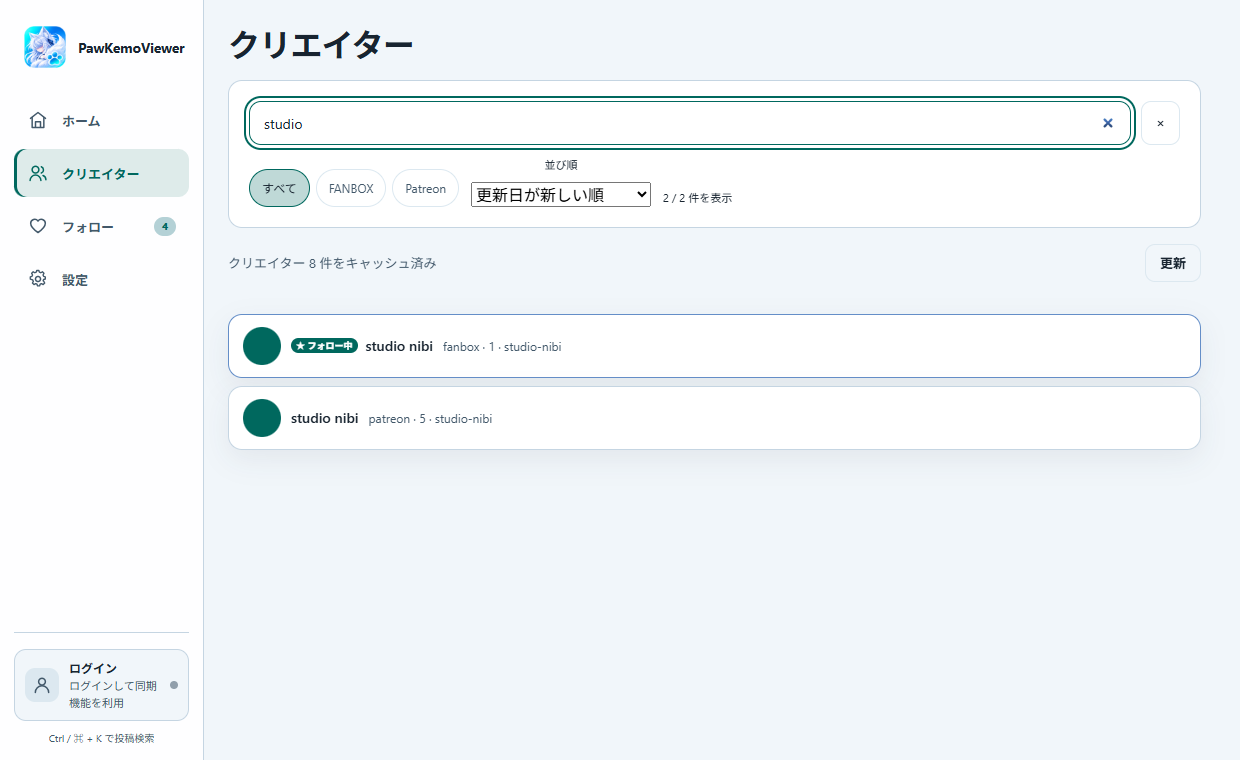 PawKemoViewer
ホーム
クリエイター
フォロー 4
設定
ログイン
ログインして同期
機能を利用
Ctrl / ⌘ + K で投稿検索
クリエイター
studio × ×
並び順
すべて FANBOX Patreon 更新日が新しい順 2 / 2 件を表示
クリエイター 8 件をキャッシュ済み 更新
★ フォロー中 studio nibi fanbox · 1 · studio-nibi
studio nibi patreon · 5 · studio-nibi